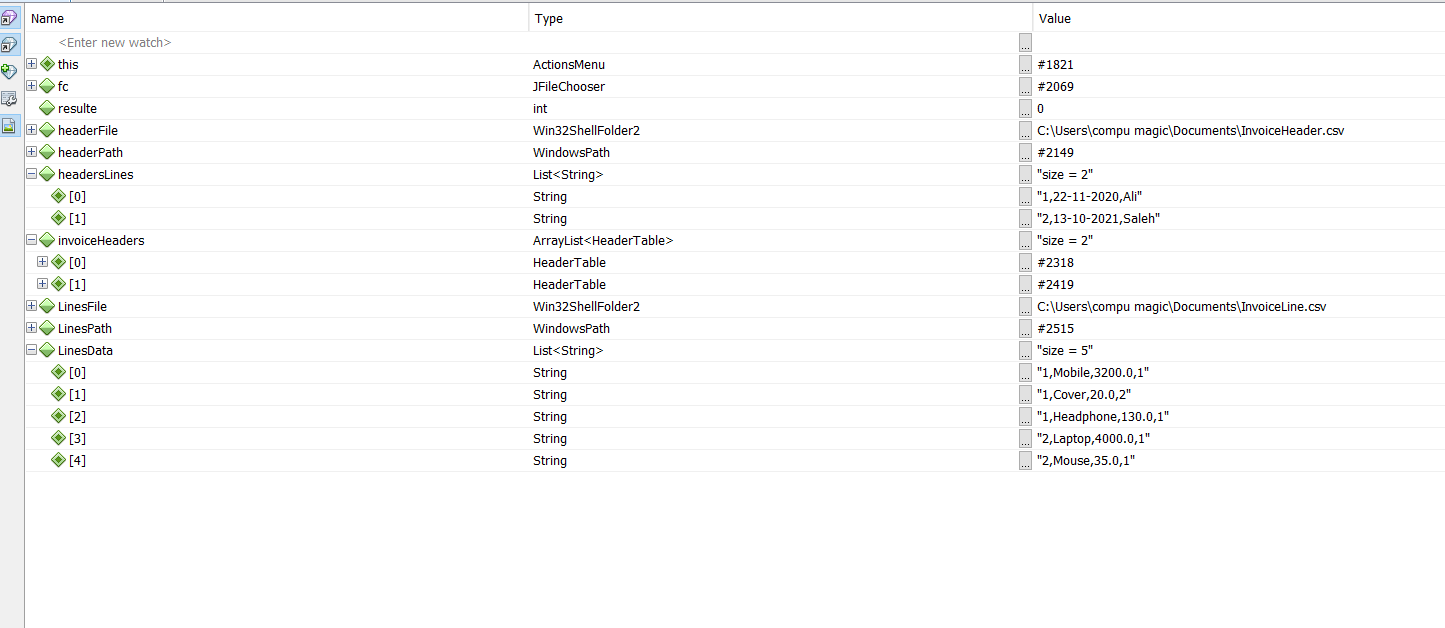 Name Type Value
<Enter new watch> ...
this ActionsMenu ... #1821
fc JFileChooser ... #2069
resulte int ... 0
headerFile Win32ShellFolder2 ... C:\Users\compu magic\Documents\InvoiceHeader.csv
headerPath WindowsPath ... #2149
headersLines List<String> ... "size = 2"
[0] String ... "1,22-11-2020,Ali"
[1] String ... "2,13-10-2021,Saleh"
invoiceHeaders ArrayList<HeaderTable> ... "size = 2"
[0] HeaderTable ... #2318
[1] HeaderTable ... #2419
LinesFile Win32ShellFolder2 ... C:\Users\compu magic\Documents\InvoiceLine.csv
LinesPath WindowsPath ... #2515
LinesData List<String> ... "size = 5"
[0] String ... "1,Mobile,3200.0,1"
[1] String ... "1,Cover,20.0,2"
[2] String ... "1,Headphone,130.0,1"
[3] String ... "2,Laptop,4000.0,1"
[4] String ... "2,Mouse,35.0,1"